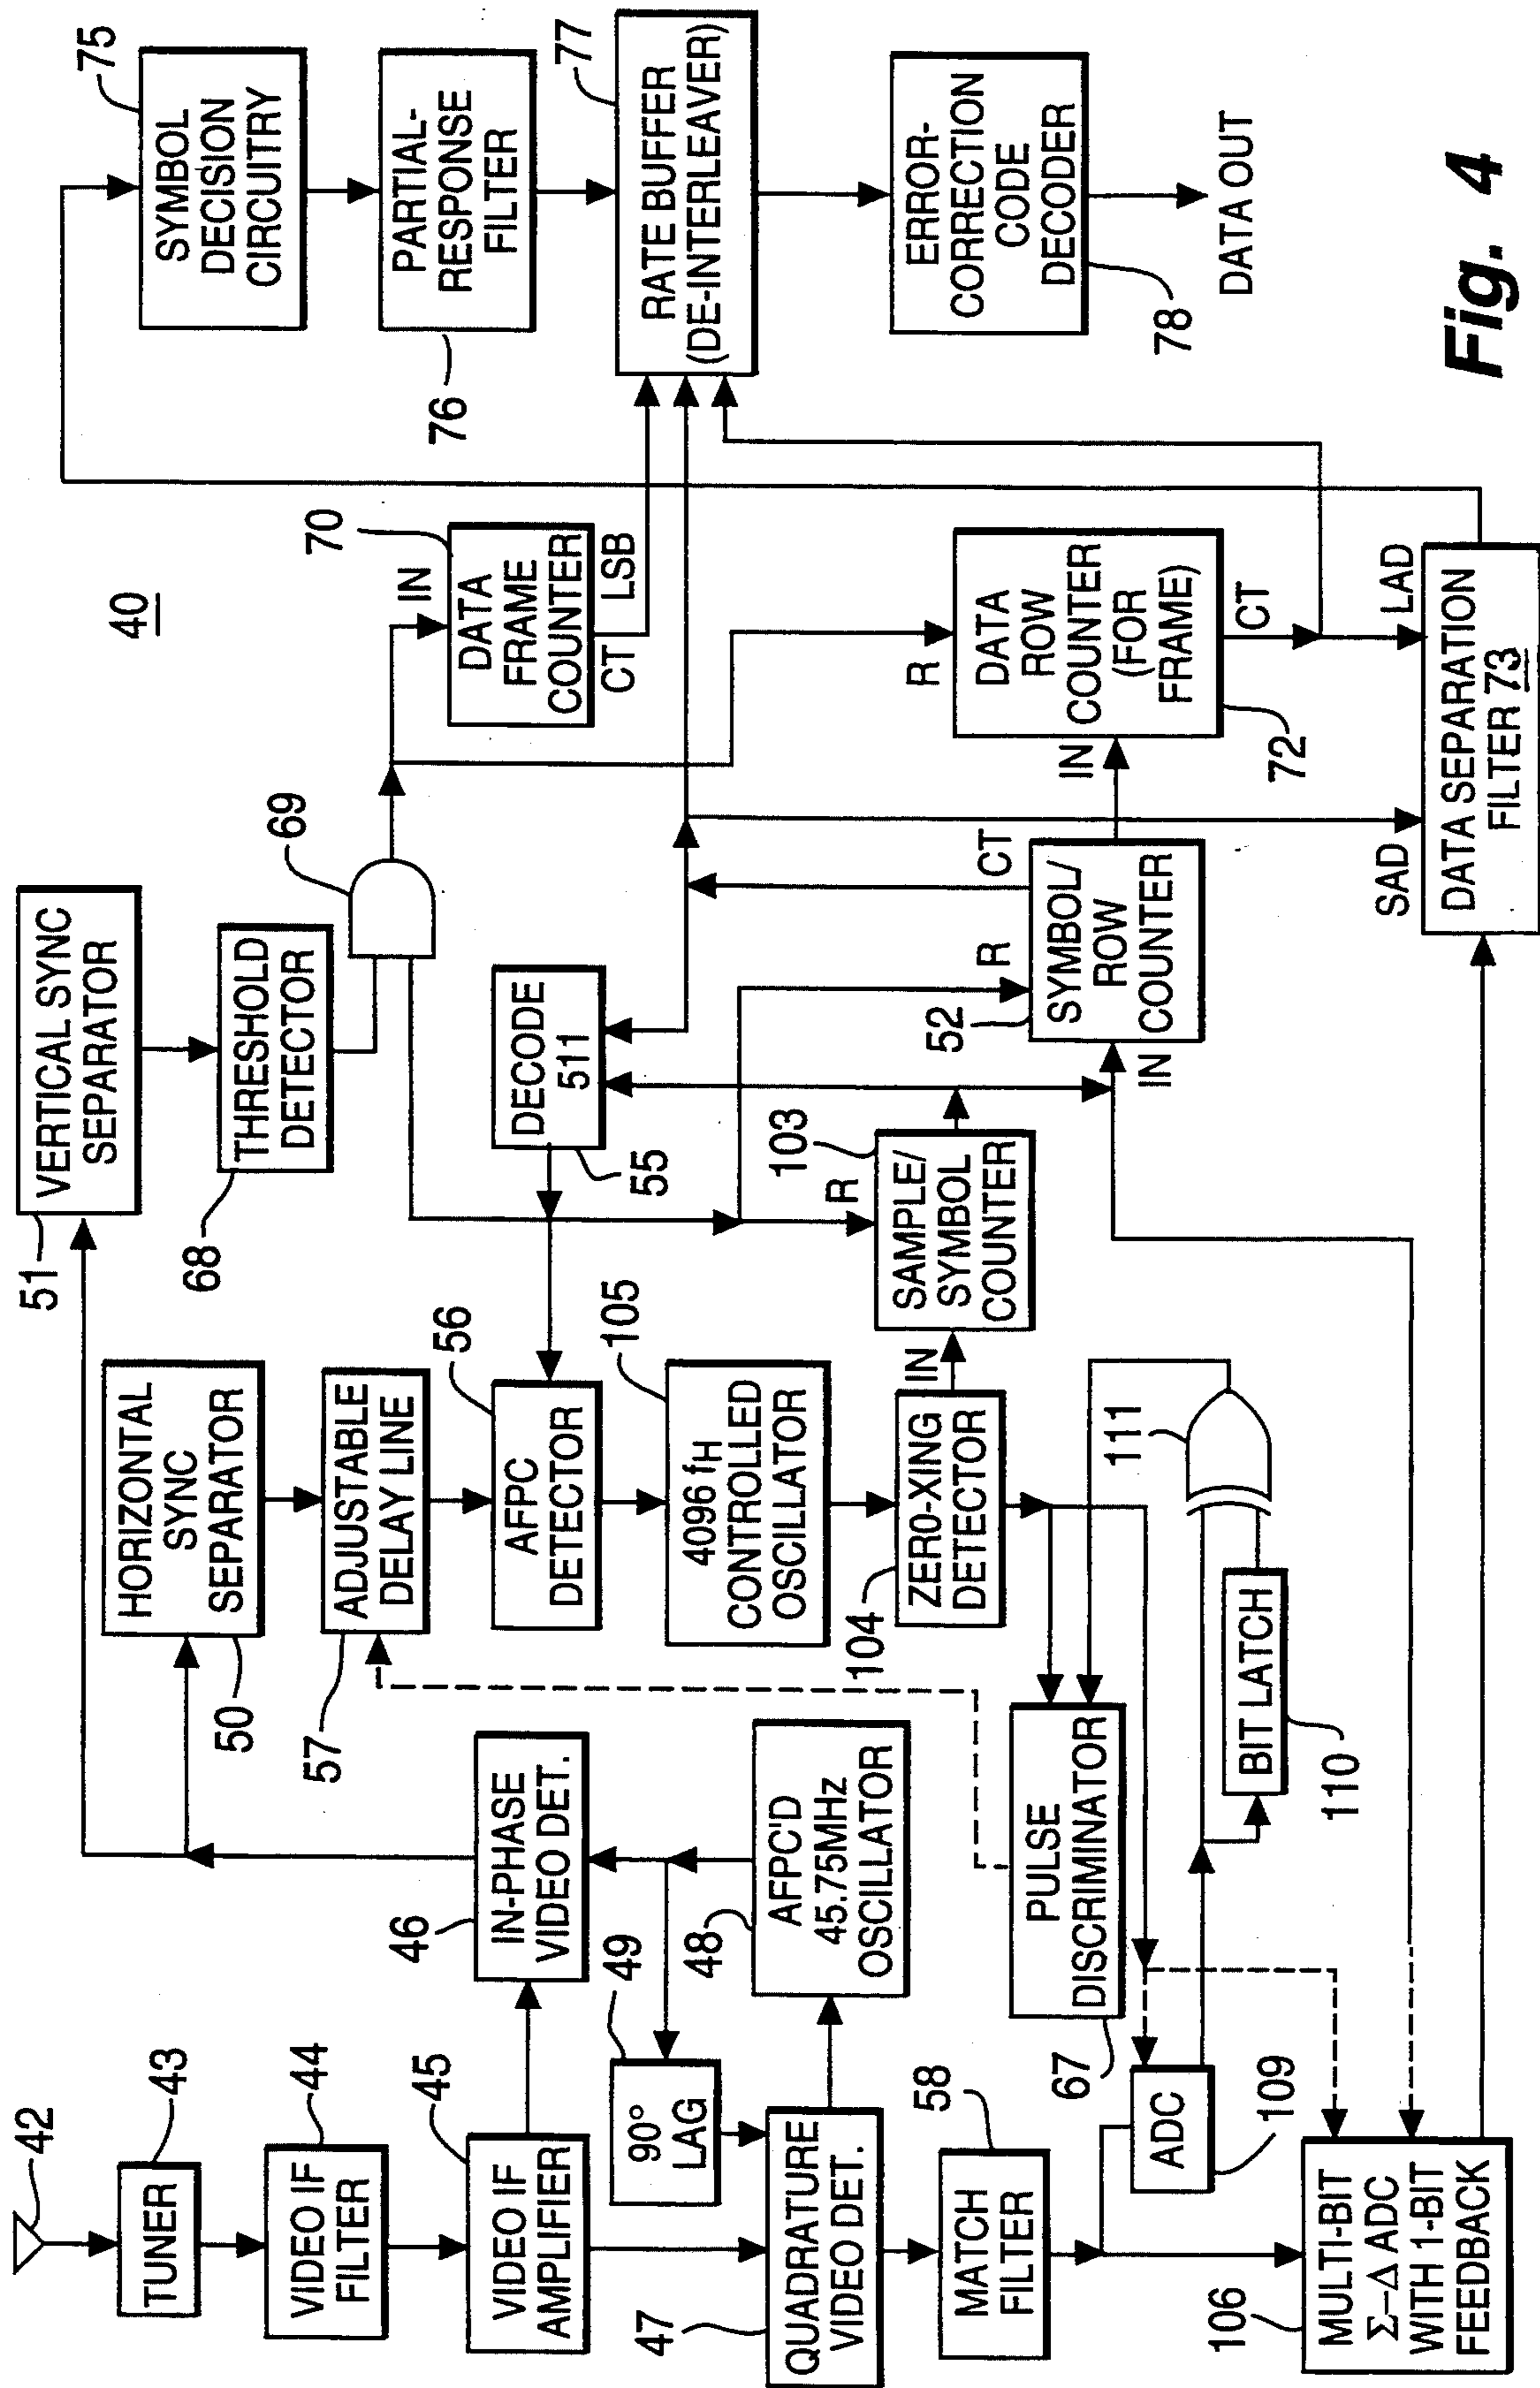 40
42
TUNER
43
VIDEO IF
FILTER
44
VIDEO IF
AMPLIFIER
45
IN-PHASE
VIDEO DET.
46
90°
LAG
49
AFPC'D
45.75MHz
OSCILLATOR
48
QUADRATURE
VIDEO DET.
47
MATCH
FILTER
58
ADC
109
MULTI-BIT
Σ–Δ ADC
WITH 1-BIT
FEEDBACK
106
HORIZONTAL
SYNC
SEPARATOR
50
ADJUSTABLE
DELAY LINE
57
AFPC
DETECTOR
56
4096 fH
CONTROLLED
OSCILLATOR
105
ZER0-XING
DETECTOR
104
IN
PULSE
DISCRIMINATOR
67
BIT LATCH
110
111
VERTICAL SYNC
SEPARATOR
51
THRESHOLD
DETECTOR
68
69
DECODE
511
55
SAMPLE/
SYMBOL
COUNTER
103
R
SYMBOL/
ROW
COUNTER
52
R
CT
IN
IN
DATA
FRAME
COUNTER
70
IN
CT
LSB
DATA
ROW
COUNTER
(FOR
FRAME)
72
R
IN
CT
SAD
LAD
DATA SEPARATION
FILTER 73
SYMBOL
DECISION
CIRCUITRY
75
PARTIAL-
RESPONSE
FILTER
76
RATE BUFFER
(DE-INTERLEAVER)
77
ERROR-
CORRECTION
CODE
DECODER
78
DATA OUT
Fig. 4